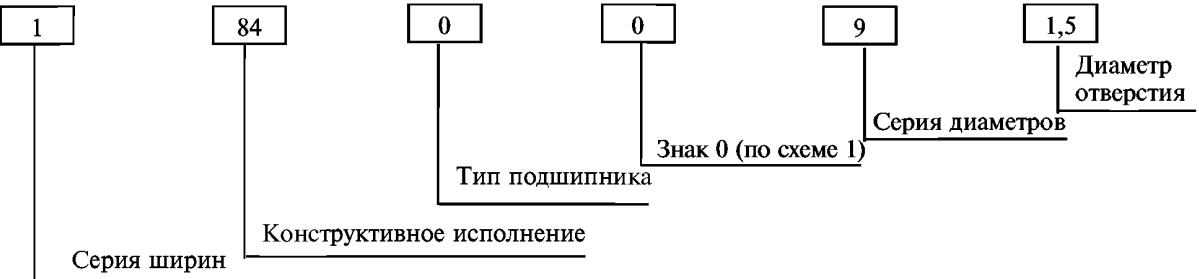 1 84 0 0 9 1,5
Диаметр
отверстия
Серия диаметров
Знак 0 (по схеме 1)
Тип подшипника
Конструктивное исполнение
Серия ширин